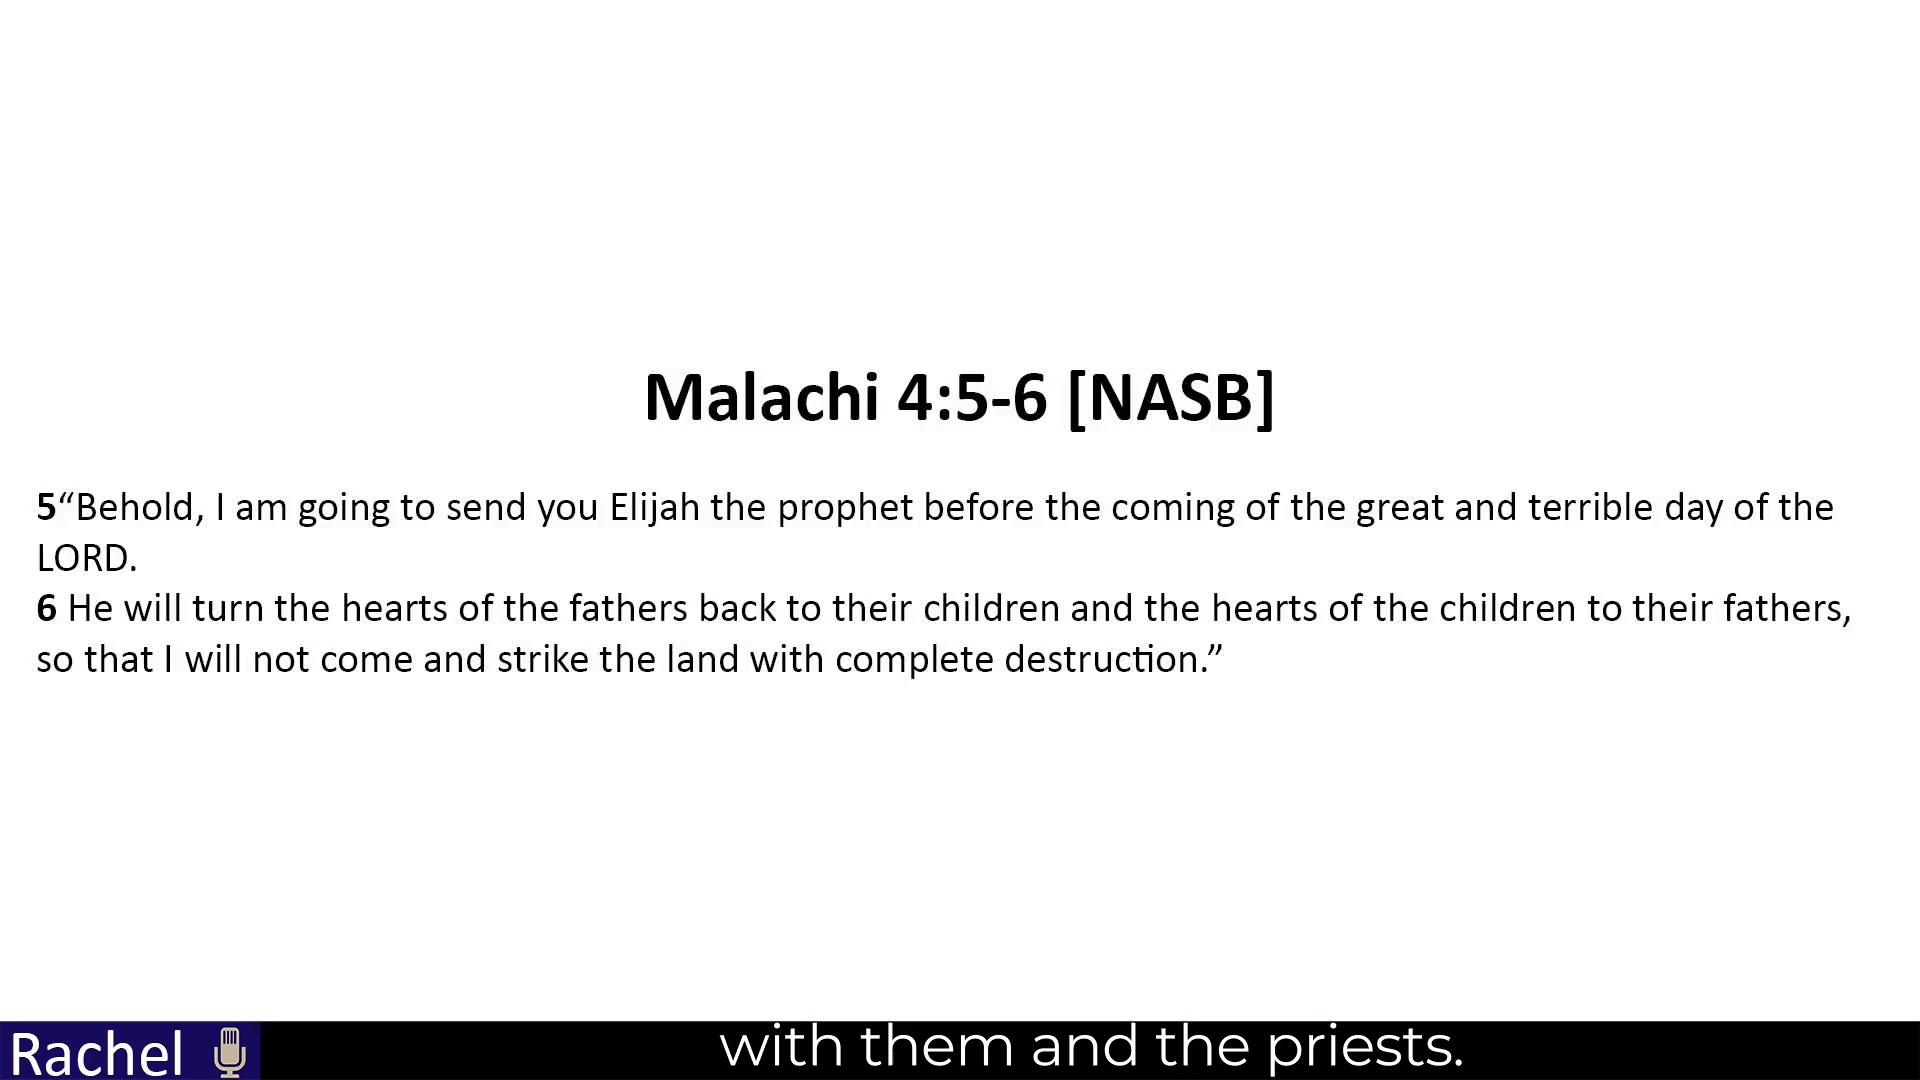 Malachi 4:5-6 [NASB]
5“Behold, I am going to send you Elijah the prophet before the coming of the great and terrible day of the
LORD.
6 He will turn the hearts of the fathers back to their children and the hearts of the children to their fathers,
so that I will not come and strike the land with complete destruction.”
Rachel
with them and the priests.